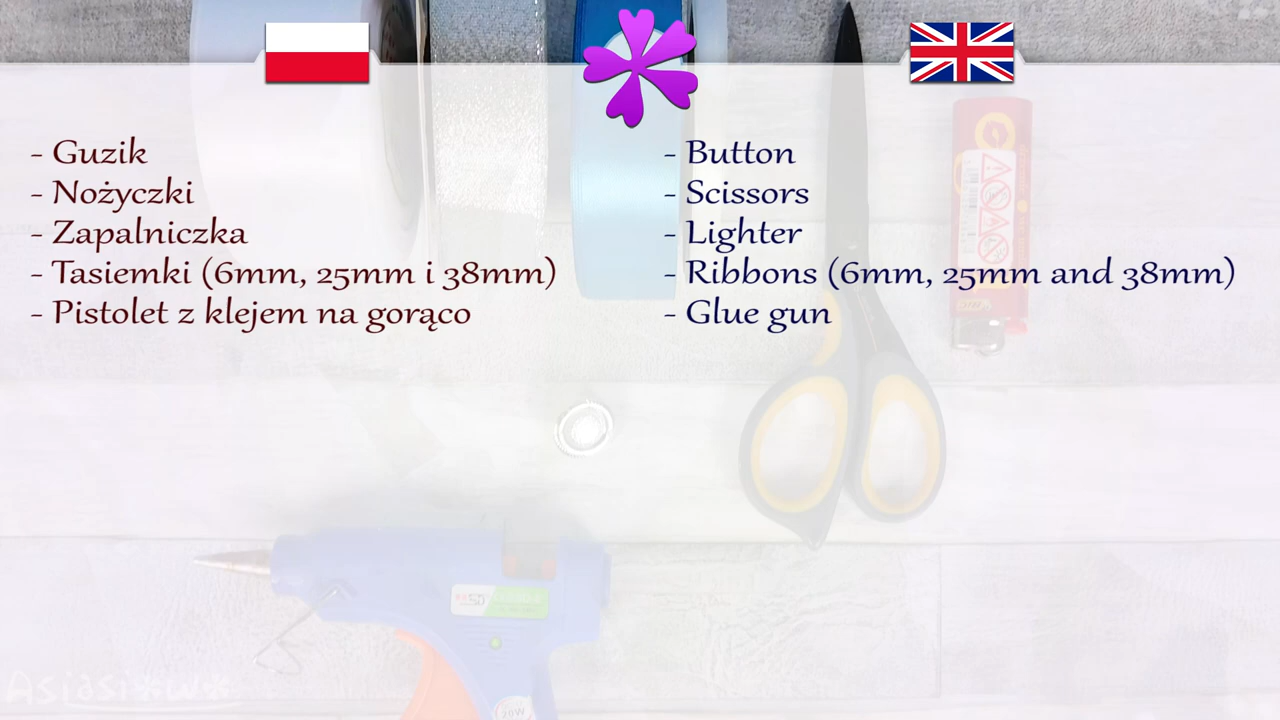 - Guzik
- Nożyczki
- Zapalniczka
- Tasiemki (6mm, 25mm i 38mm)
- Pistolet z klejem na gorąco
- Button
- Scissors
- Lighter
- Ribbons (6mm, 25mm and 38mm)
- Glue gun
20W